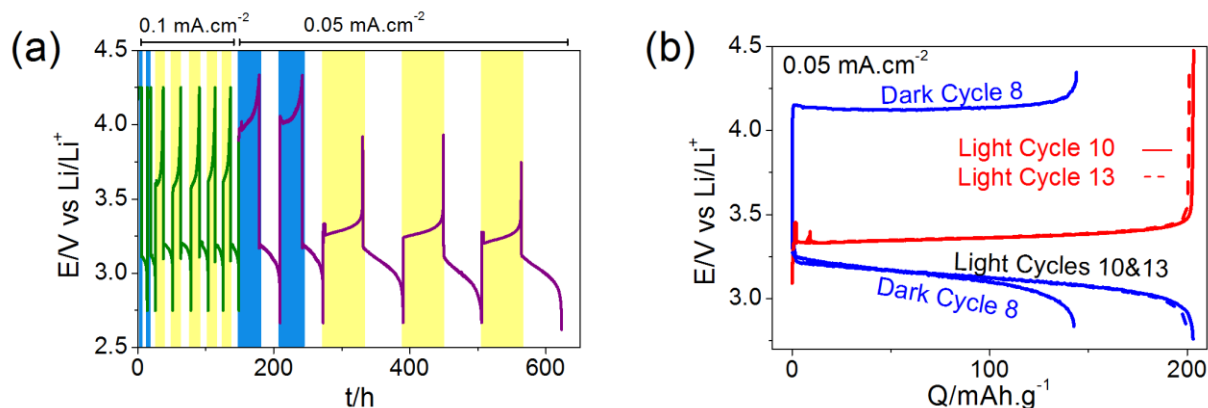 (a)
0.1 mA.cm⁻²
0.05 mA.cm⁻²
E/V vs Li/Li⁺
4.5
4.0
3.5
3.0
2.5
0
200
400
600
t/h
(b)
0.05 mA.cm⁻²
Dark Cycle 8
Light Cycle 10
Light Cycle 13
Light Cycles 10&13
Dark Cycle 8
E/V vs Li/Li⁺
4.5
4.0
3.5
3.0
0
100
200
Q/mAh.g⁻¹